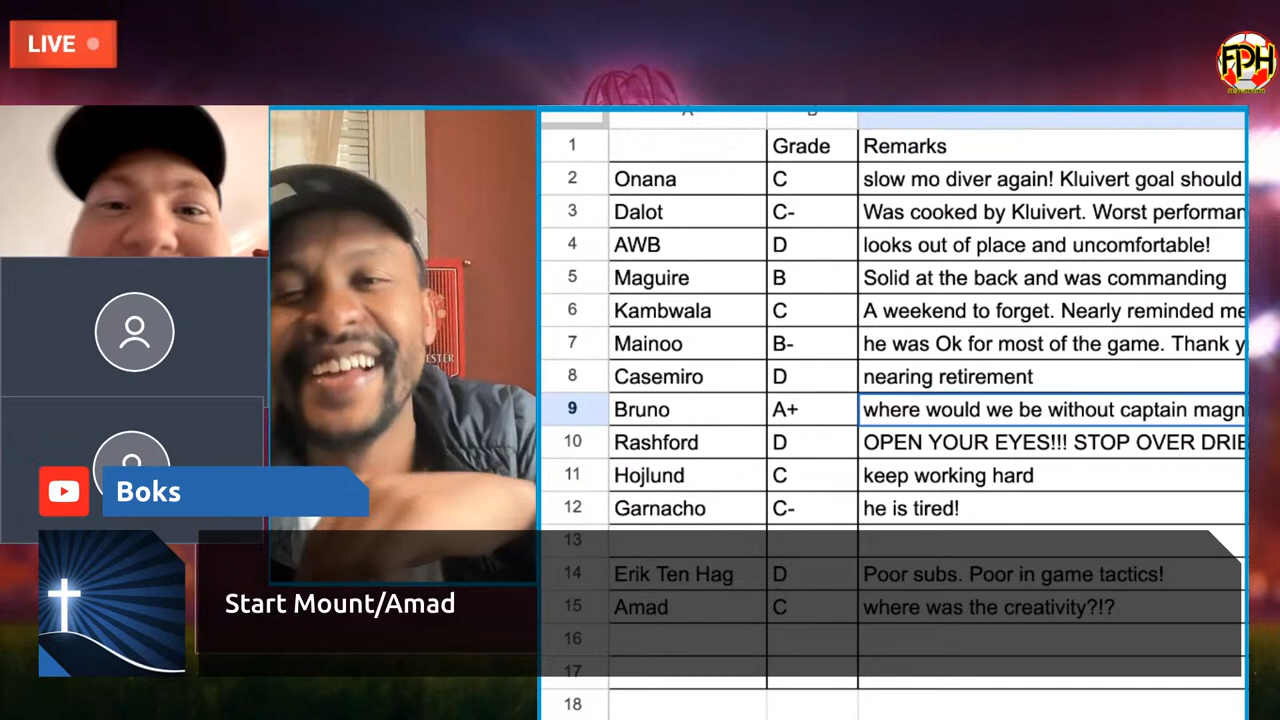 LIVE
FPH
A B
1 Grade Remarks
2 Onana C slow mo diver again! Kluivert goal should
3 Dalot C- Was cooked by Kluivert. Worst performan
4 AWB D looks out of place and uncomfortable!
5 Maguire B Solid at the back and was commanding
6 Kambwala C A weekend to forget. Nearly reminded me
7 Mainoo B- he was Ok for most of the game. Thank y
8 Casemiro D nearing retirement
9 Bruno A+ where would we be without captain magn
10 Rashford D OPEN YOUR EYES!!! STOP OVER DRIB
11 Hojlund C keep working hard
12 Garnacho C- he is tired!
13
14 Erik Ten Hag D Poor subs. Poor in game tactics!
15 Amad C where was the creativity?!?
16
17
18
ESTER
Boks
Start Mount/Amad